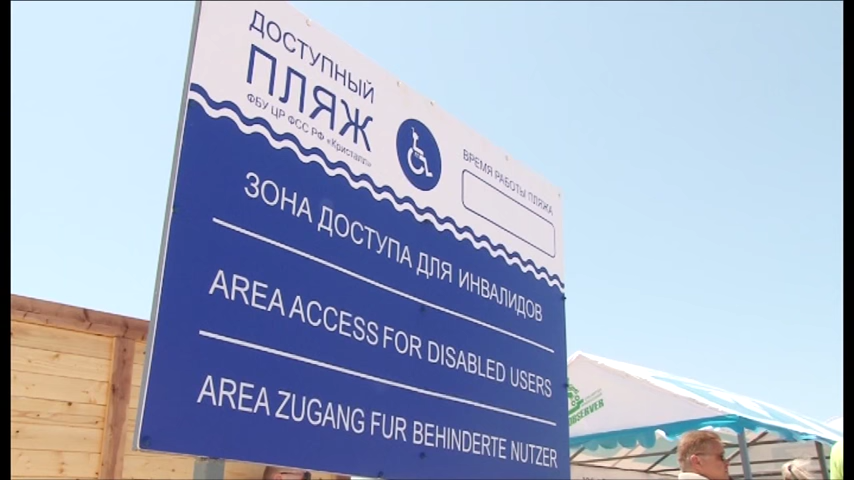 ДОСТУПНЫЙ
ПЛЯЖ
ФБУ ЦР ФСС РФ «Кристалл»
ВРЕМЯ РАБОТЫ ПЛЯЖА
ЗОНА ДОСТУПА ДЛЯ ИНВАЛИДОВ
AREA ACCESS FOR DISABLED USERS
AREA ZUGANG FUR BEHINDERTE NUTZER
OBSERVER